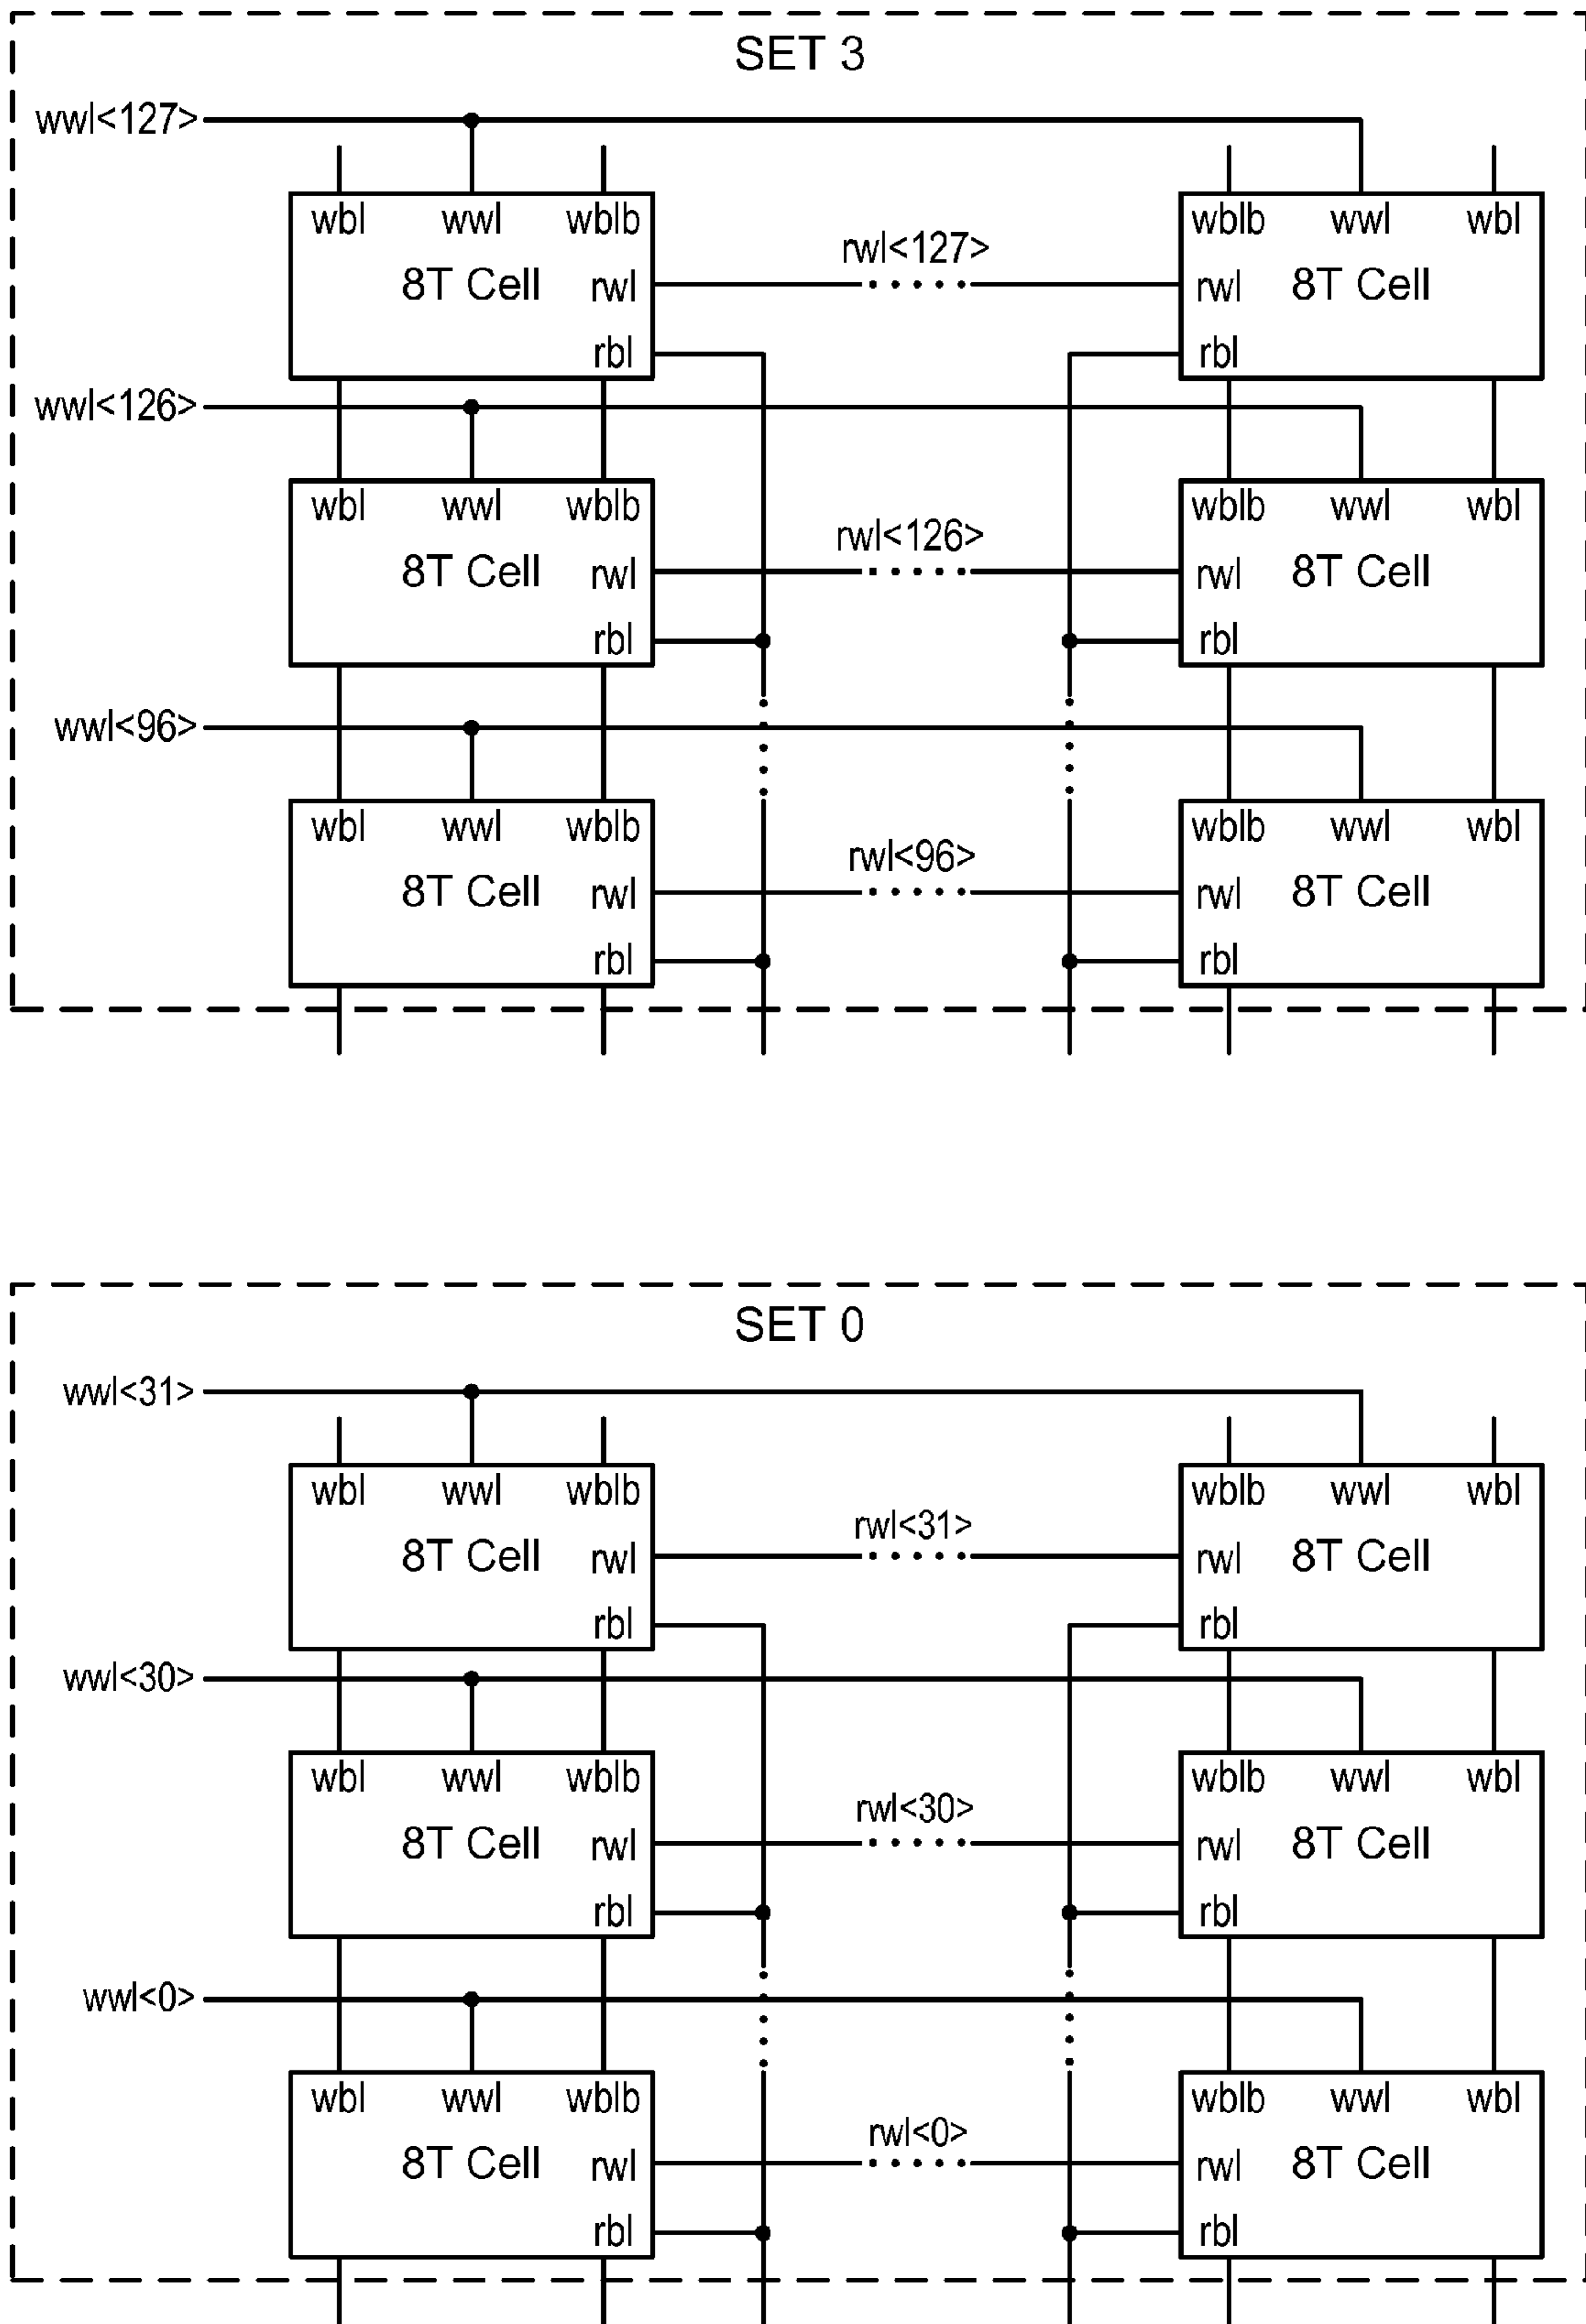 SET 3
wwl<127>
wbl wwl wblb wblb wwl wbl
rwl<127>
8T Cell rwl rwl 8T Cell
rbl rbl
wwl<126>
wbl wwl wblb wblb wwl wbl
rwl<126>
8T Cell rwl rwl 8T Cell
rbl rbl
wwl<96>
wbl wwl wblb wblb wwl wbl
rwl<96>
8T Cell rwl rwl 8T Cell
rbl rbl
SET 0
wwl<31>
wbl wwl wblb wblb wwl wbl
rwl<31>
8T Cell rwl rwl 8T Cell
rbl rbl
wwl<30>
wbl wwl wblb wblb wwl wbl
rwl<30>
8T Cell rwl rwl 8T Cell
rbl rbl
wwl<0>
wbl wwl wblb wblb wwl wbl
rwl<0>
8T Cell rwl rwl 8T Cell
rbl rbl